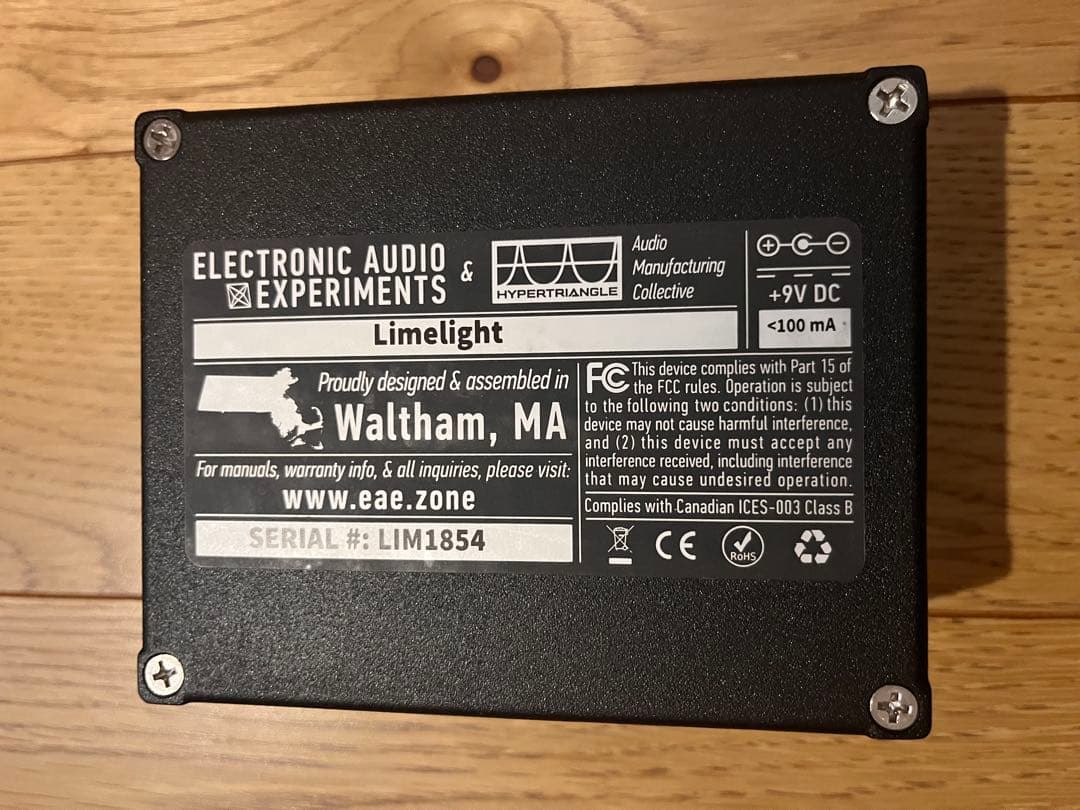 ELECTRONIC AUDIO
EXPERIMENTS
&
HYPERTRIANGLE
Audio
Manufacturing
Collective
+9V DC
<100 mA
Limelight
Proudly designed & assembled in
Waltham, MA
For manuals, warranty info, & all inquiries, please visit:
www.eae.zone
SERIAL #: LIM1854
FC This device complies with Part 15 of
the FCC rules. Operation is subject
to the following two conditions: (1) this
device may not cause harmful interference,
and (2) this device must accept any
interference received, including interference
that may cause undesired operation.
Complies with Canadian ICES-003 Class B
CE
RoHS